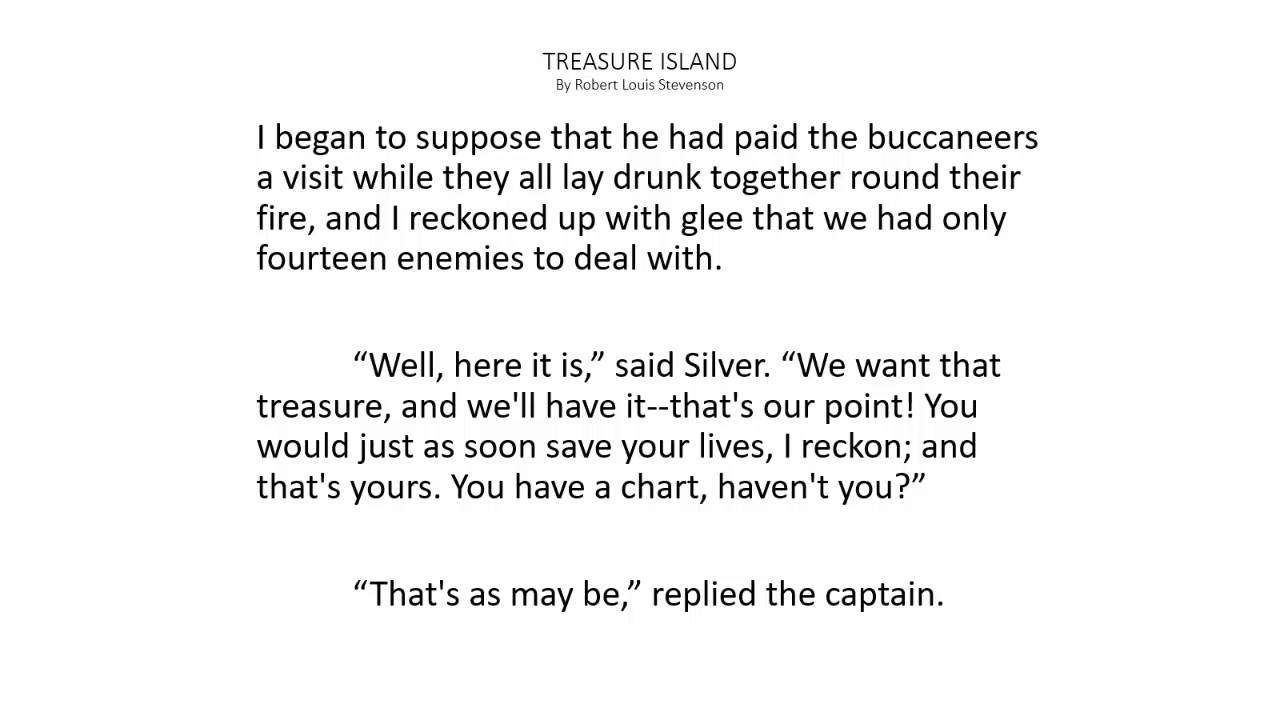 TREASURE ISLAND
By Robert Louis Stevenson
I began to suppose that he had paid the buccaneers
a visit while they all lay drunk together round their
fire, and I reckoned up with glee that we had only
fourteen enemies to deal with.
“Well, here it is,” said Silver. “We want that
treasure, and we'll have it--that's our point! You
would just as soon save your lives, I reckon; and
that's yours. You have a chart, haven't you?”
“That's as may be,” replied the captain.